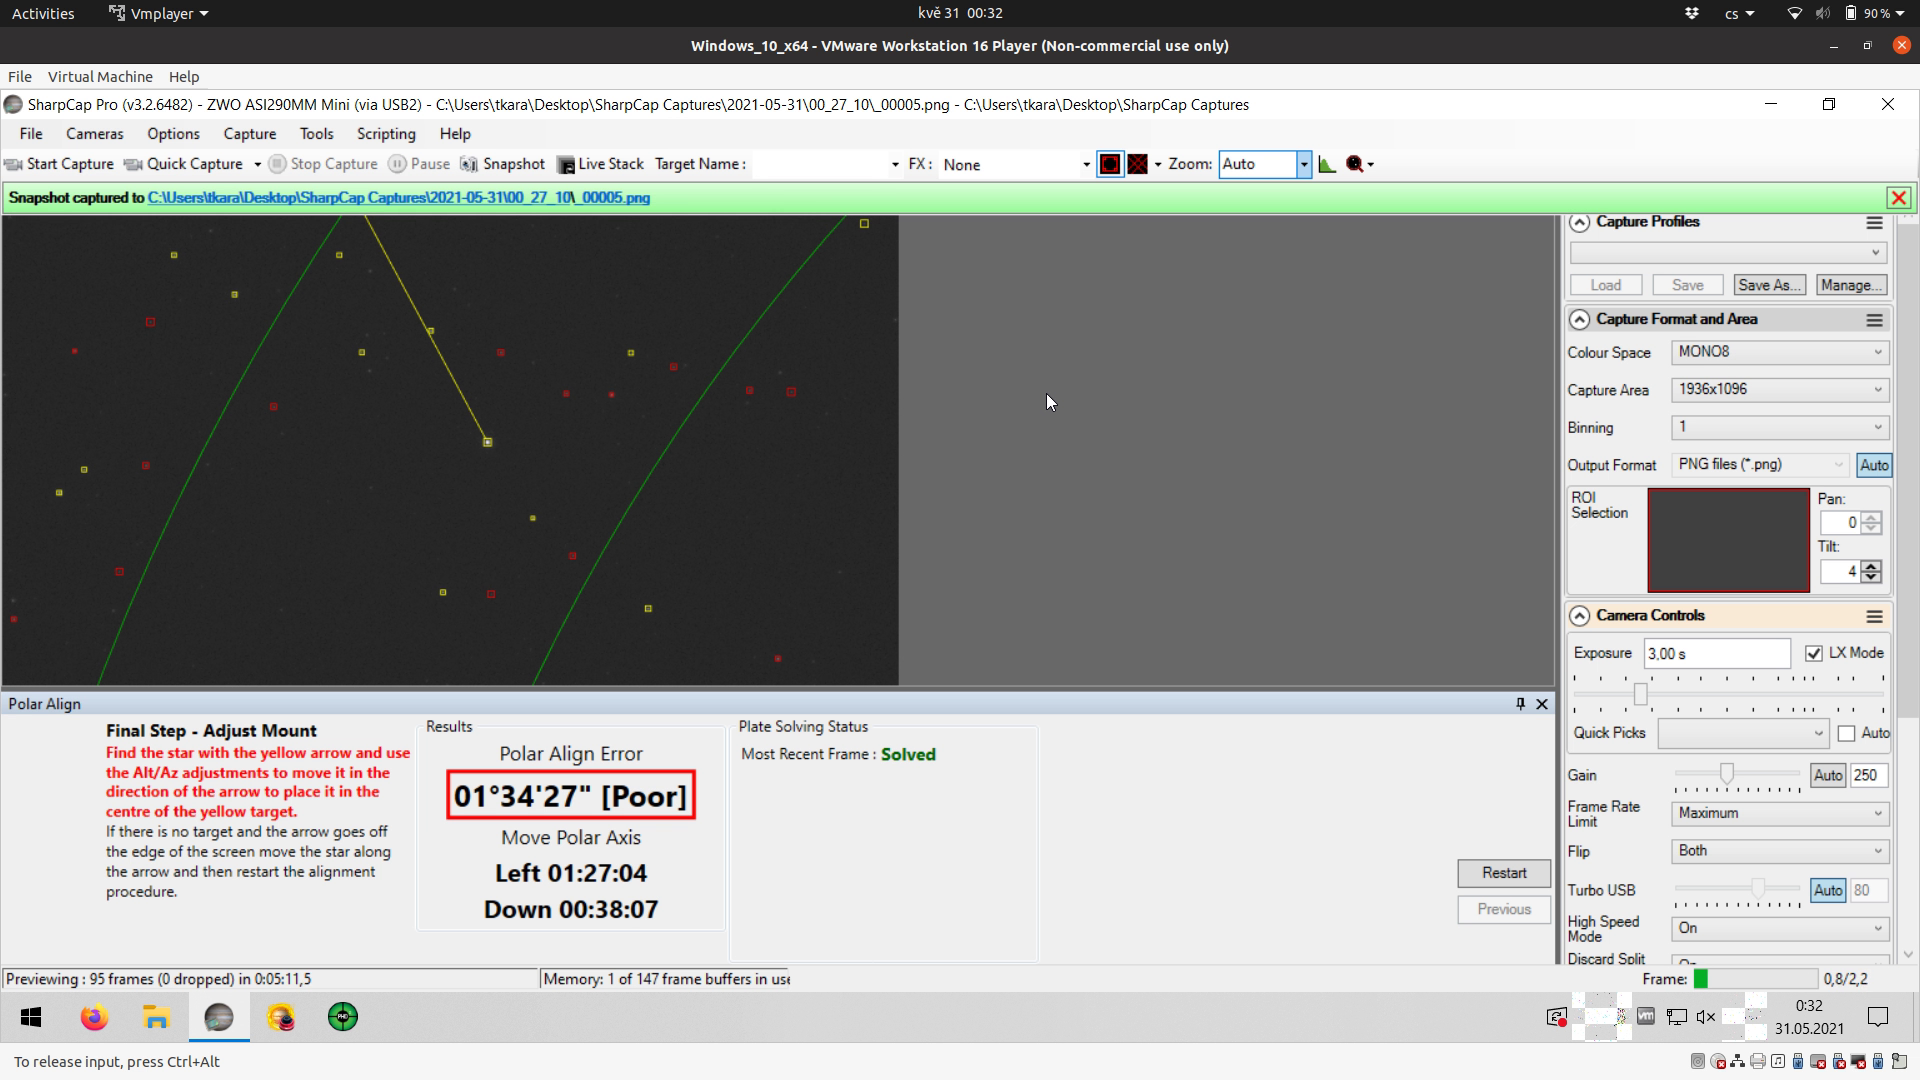 Activities Vmplayer kvě 31 00:32 cs 90 %
Windows_10_x64 - VMware Workstation 16 Player (Non-commercial use only)
File Virtual Machine Help
SharpCap Pro (v3.2.6482) - ZWO ASI290MM Mini (via USB2) - C:\Users\tkara\Desktop\SharpCap Captures\2021-05-31\00_27_10\_00005.png - C:\Users\tkara\Desktop\SharpCap Captures
File Cameras Options Capture Tools Scripting Help
Start Capture Quick Capture Stop Capture Pause Snapshot Live Stack Target Name : FX : None Zoom: Auto
Snapshot captured to C:\Users\tkara\Desktop\SharpCap Captures\2021-05-31\00_27_10\_00005.png
Capture Profiles
Load Save Save As... Manage...
Capture Format and Area
Colour Space MONO8
Capture Area 1936x1096
Binning 1
Output Format PNG files (*.png) Auto
ROI Selection
Pan:
0
Tilt:
4
Camera Controls
Exposure 3,00 s LX Mode
Quick Picks Auto
Gain Auto 250
Frame Rate Limit Maximum
Flip Both
Turbo USB Auto 80
High Speed Mode On
Discard Split
Polar Align
Final Step - Adjust Mount
Find the star with the yellow arrow and use
the Alt/Az adjustments to move it in the
direction of the arrow to place it in the
centre of the yellow target.
If there is no target and the arrow goes off
the edge of the screen move the star along
the arrow and then restart the alignment
procedure.
Results
Polar Align Error
01°34'27" [Poor]
Move Polar Axis
Left 01:27:04
Down 00:38:07
Plate Solving Status
Most Recent Frame : Solved
Restart
Previous
Previewing : 95 frames (0 dropped) in 0:05:11,5
Memory: 1 of 147 frame buffers in use
Frame: 0,8/2,2
PHD
vm
0:32
31.05.2021
To release input, press Ctrl+Alt